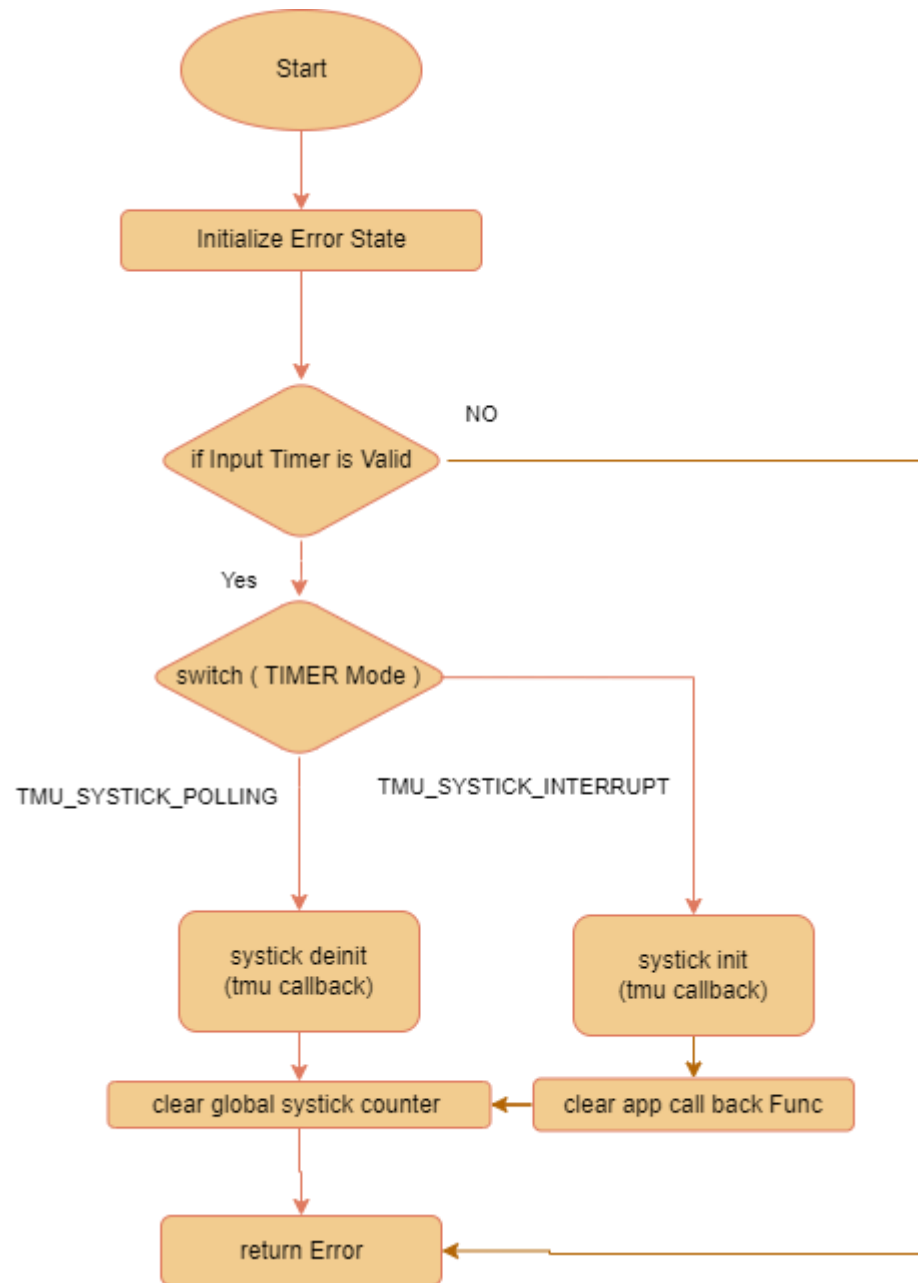 Start
Initialize Error State
NO
if Input Timer is Valid
Yes
switch ( TIMER Mode )
TMU_SYSTICK_POLLING
TMU_SYSTICK_INTERRUPT
systick deinit
(tmu callback)
systick init
(tmu callback)
clear global systick counter
clear app call back Func
return Error